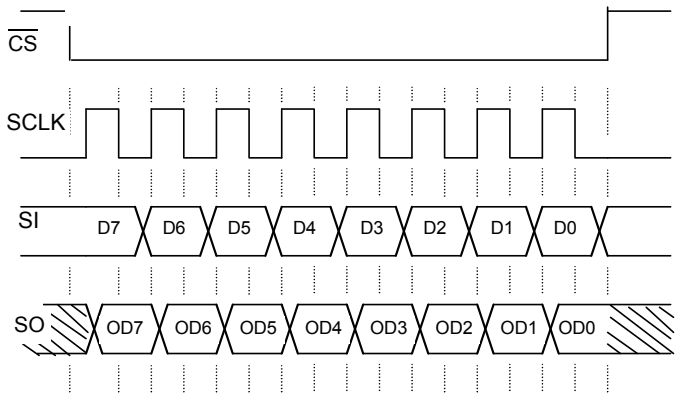 C̅S̅
SCLK
SI D7 D6 D5 D4 D3 D2 D1 D0
SO OD7 OD6 OD5 OD4 OD3 OD2 OD1 OD0